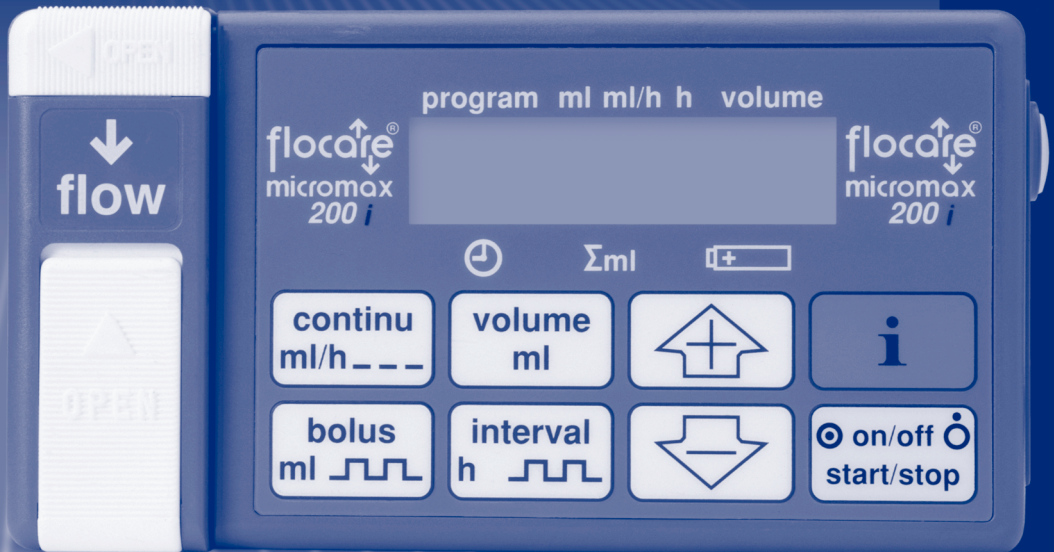 OPEN
flow
OPEN
program ml ml/h h volume
flocare®
micromax
200 i
flocare®
micromax
200 i
Σml
continu
ml/h
volume
ml
i
bolus
ml
interval
h
on/off
start/stop